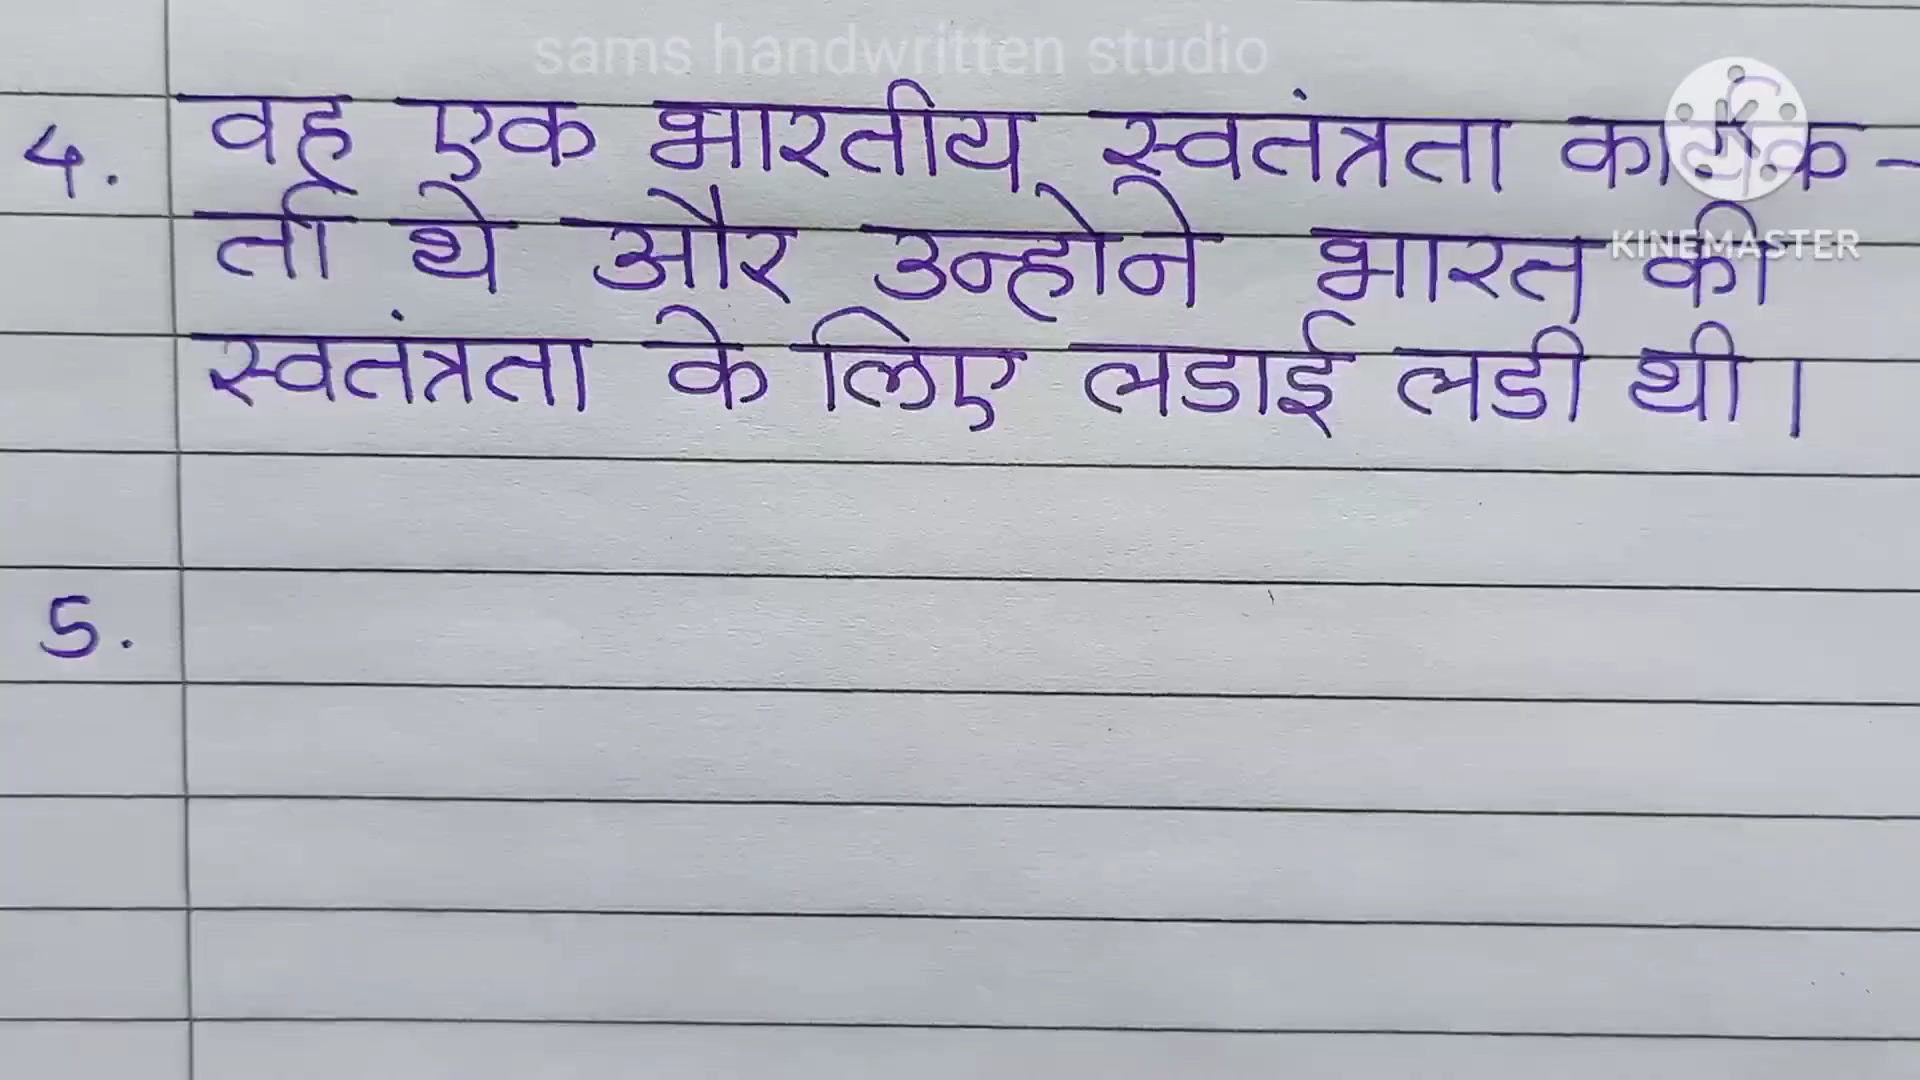 sams handwritten studio
4. वह एक भारतीय स्वतंत्रता कार्यक-
र्ता थे और उन्होने भारत की
स्वतंत्रता के लिए लडाई लडी थी।
5.
KINEMASTER